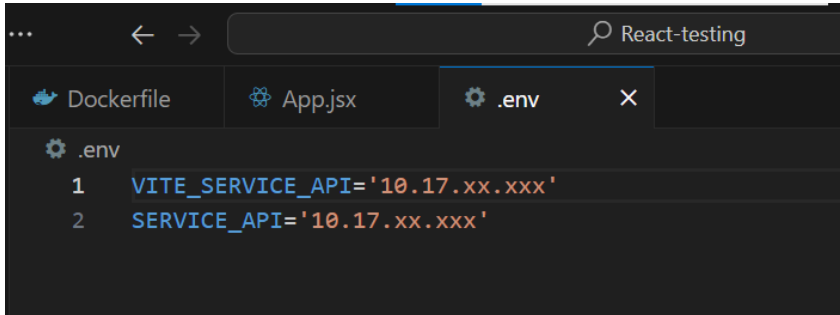 React-testing
Dockerfile App.jsx .env
.env
1 VITE_SERVICE_API='10.17.xx.xxx'
2 SERVICE_API='10.17.xx.xxx'